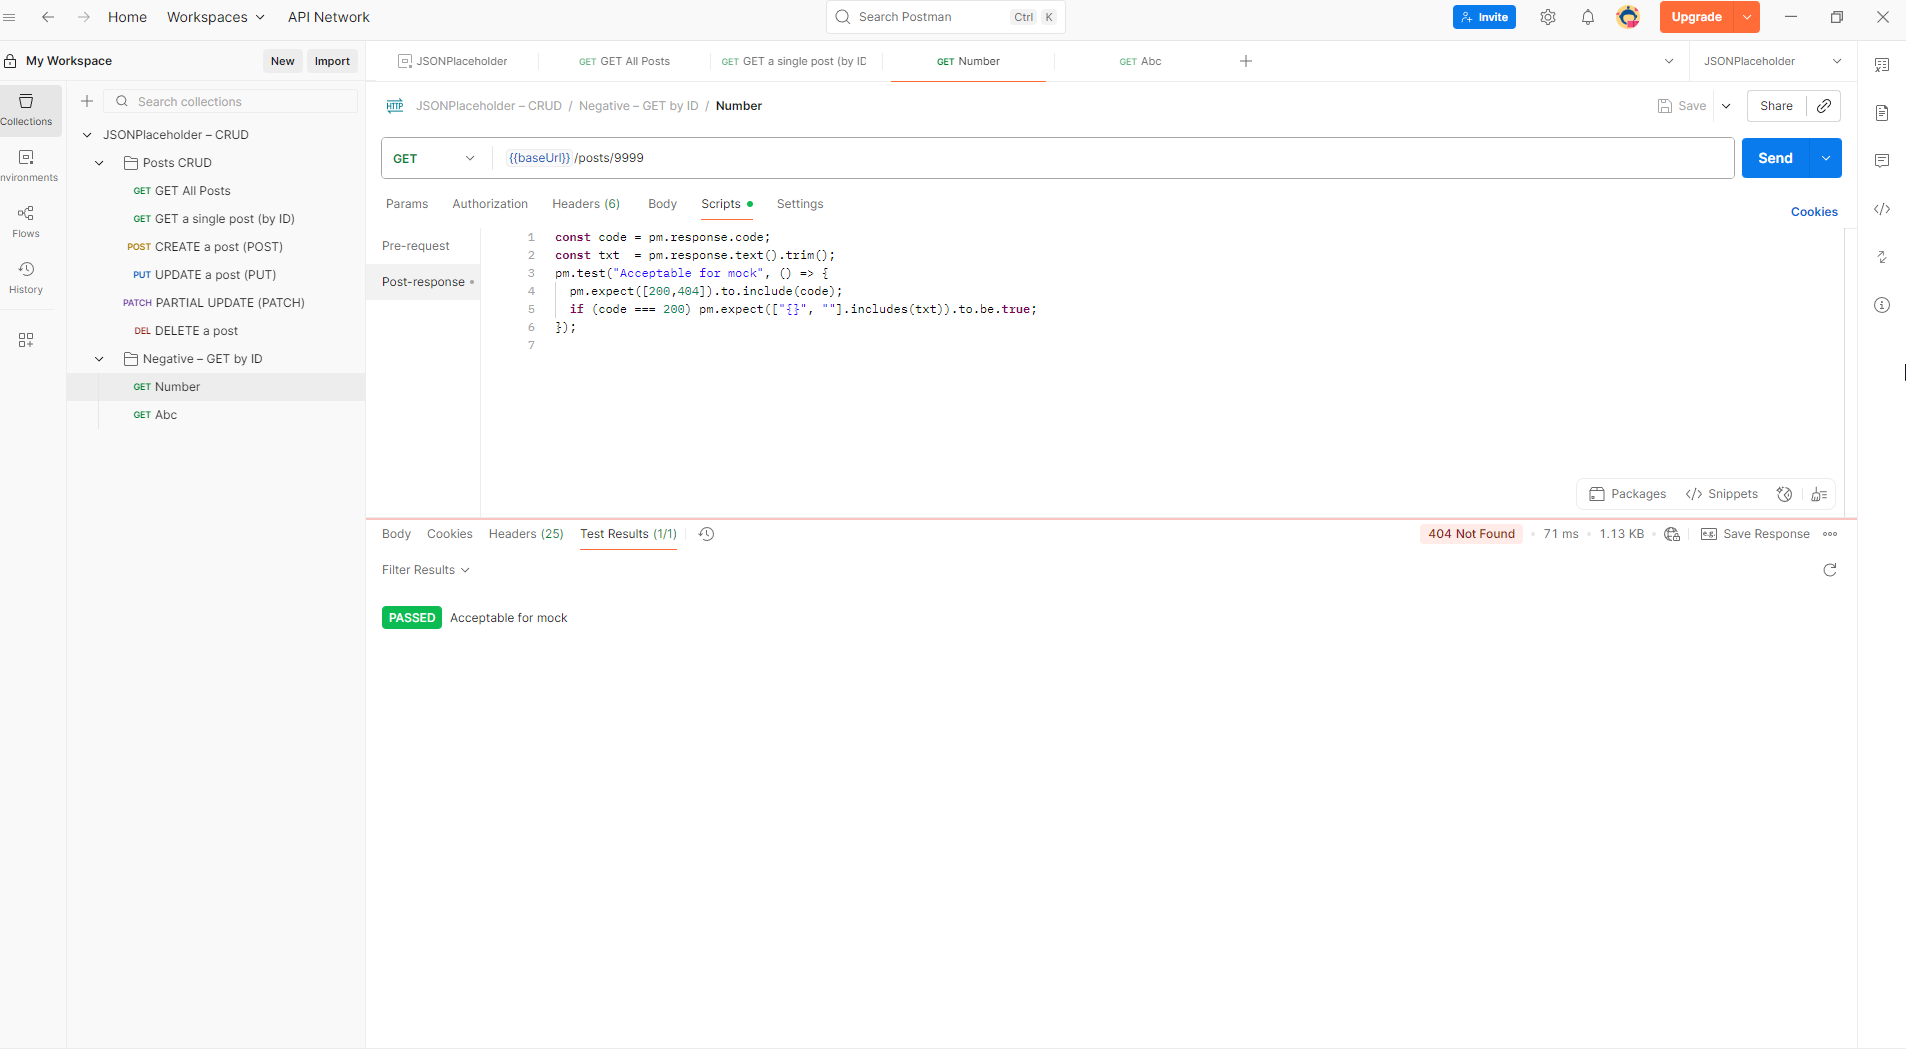 Home Workspaces API Network Search Postman Ctrl K Invite Upgrade
My Workspace New Import
JSONPlaceholder GET GET All Posts GET GET a single post (by ID GET Number GET Abc JSONPlaceholder
Collections
nvironments
Flows
History
Search collections
JSONPlaceholder – CRUD
Posts CRUD
GET GET All Posts
GET GET a single post (by ID)
POST CREATE a post (POST)
PUT UPDATE a post (PUT)
PATCH PARTIAL UPDATE (PATCH)
DEL DELETE a post
Negative – GET by ID
GET Number
GET Abc
HTTP JSONPlaceholder – CRUD / Negative – GET by ID / Number Save Share
GET {{baseUrl}}/posts/9999 Send
Params Authorization Headers (6) Body Scripts Settings Cookies
Pre-request
Post-response
1 const code = pm.response.code;
2 const txt  = pm.response.text().trim();
3 pm.test("Acceptable for mock", () => {
4   pm.expect([200,404]).to.include(code);
5   if (code === 200) pm.expect(["{}", ""].includes(txt)).to.be.true;
6 });
7
Packages Snippets
Body Cookies Headers (25) Test Results (1/1) 404 Not Found 71 ms 1.13 KB e.g. Save Response
Filter Results
PASSED Acceptable for mock